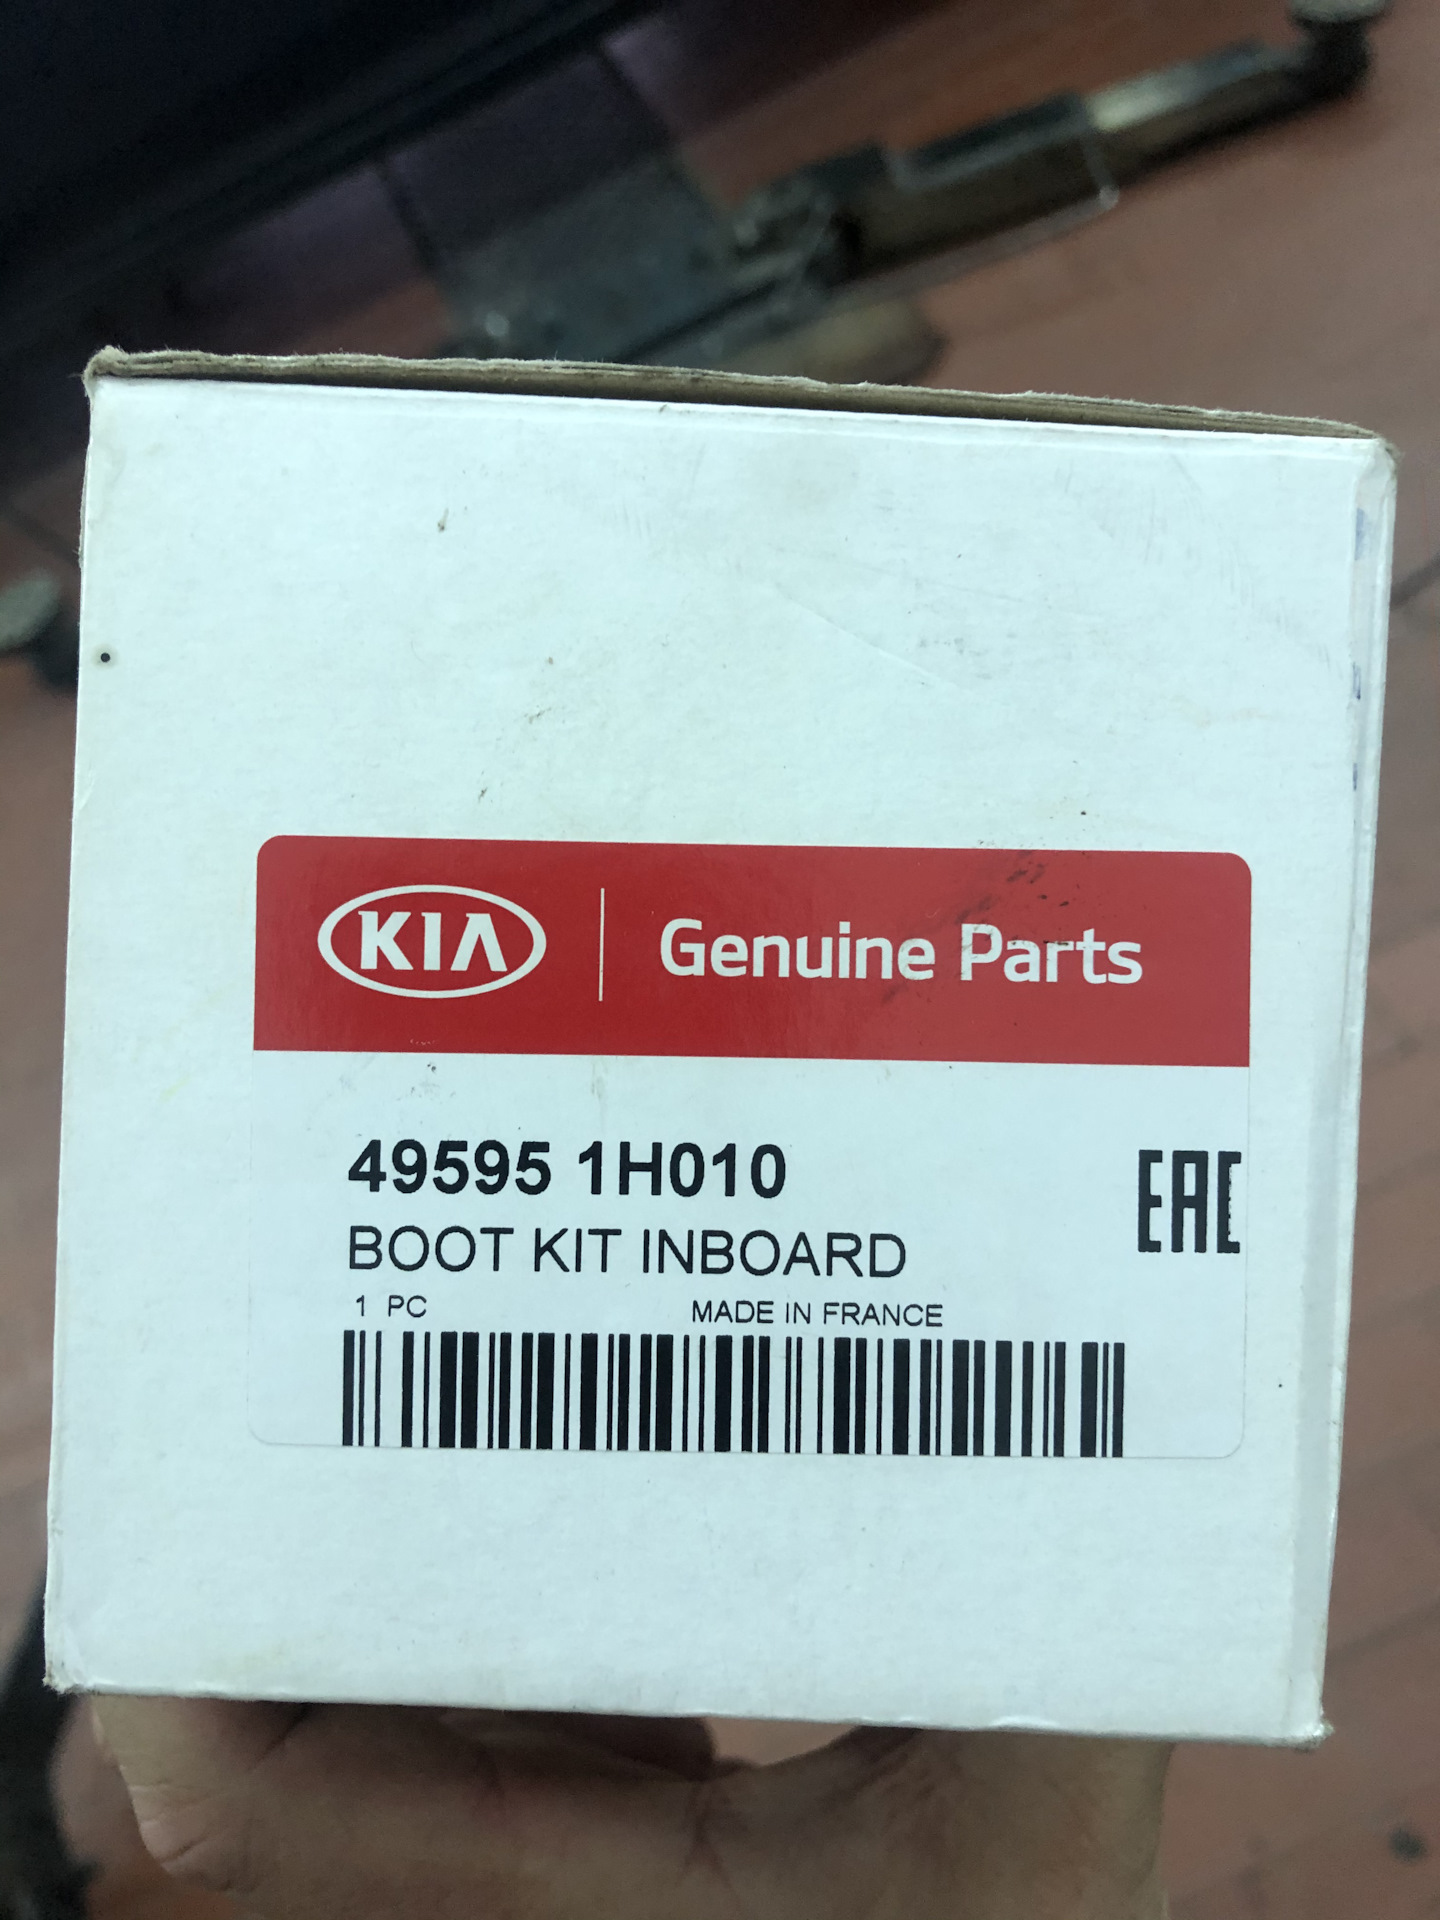 KIA Genuine Parts
49595 1H010
EAC
BOOT KIT INBOARD
1 PC MADE IN FRANCE